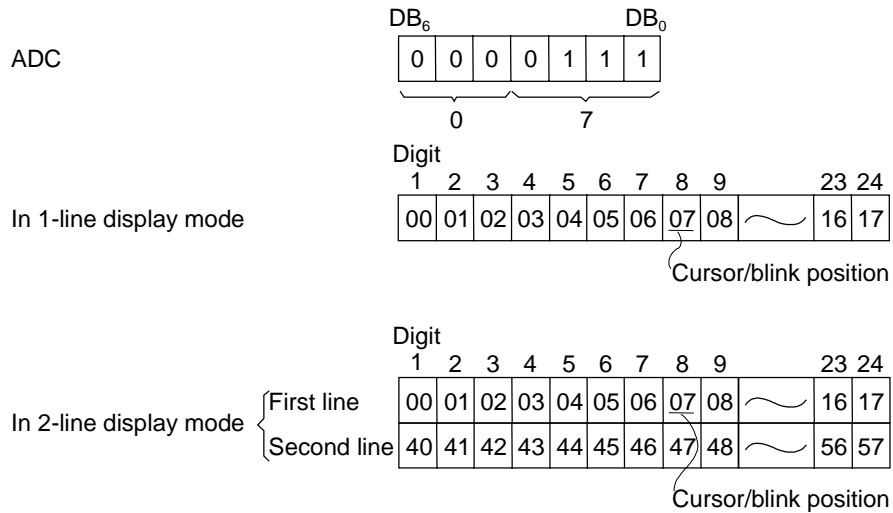 DB6 DB0
ADC 0 0 0 0 1 1 1
0 7
Digit
1 2 3 4 5 6 7 8 9 23 24
In 1-line display mode 00 01 02 03 04 05 06 07 08 16 17
Cursor/blink position
Digit
1 2 3 4 5 6 7 8 9 23 24
First line 00 01 02 03 04 05 06 07 08 16 17
In 2-line display mode
Second line 40 41 42 43 44 45 46 47 48 56 57
Cursor/blink position